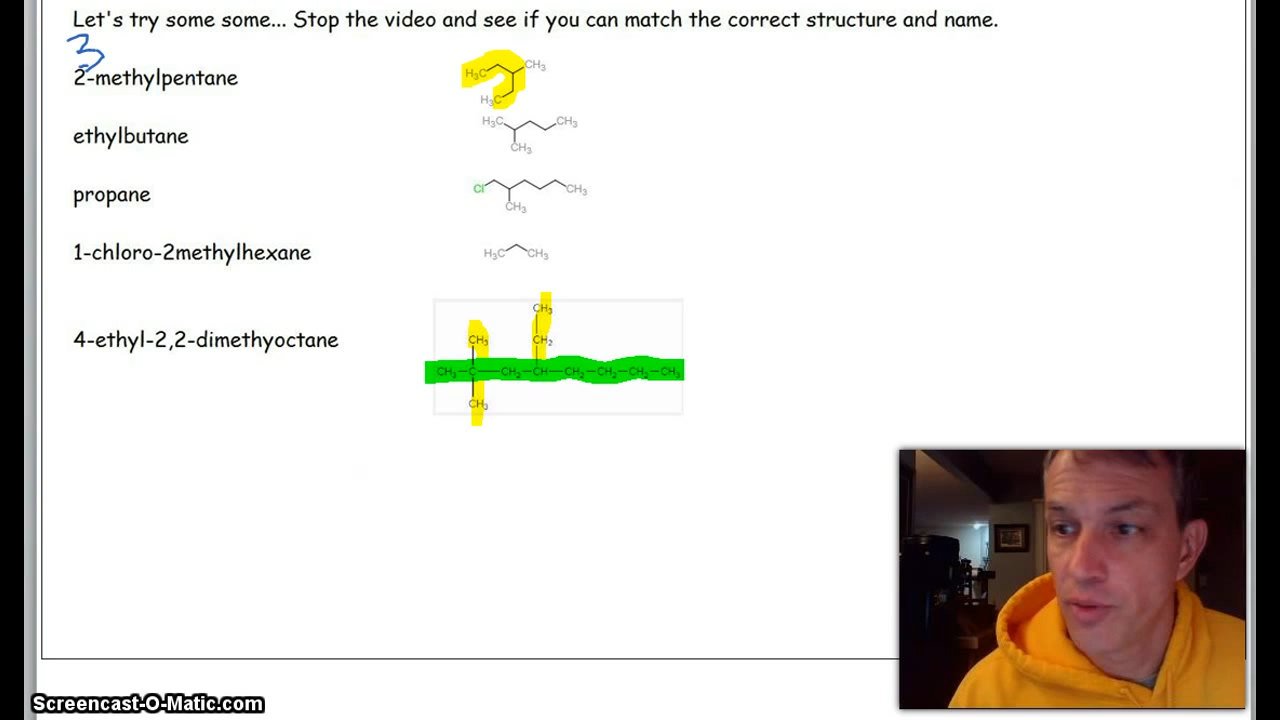 Let's try some some... Stop the video and see if you can match the correct structure and name.
3
2-methylpentane
H₃C CH₃
H₃C
ethylbutane
H₃C CH₃
CH₃
propane
Cl CH₃
CH₃
1-chloro-2methylhexane
H₃C CH₃
CH₃
4-ethyl-2,2-dimethyoctane
CH₃ CH₂
CH₃—C—CH₂—CH—CH₂—CH₂—CH₂—CH₃
CH₃
Screencast-O-Matic.com